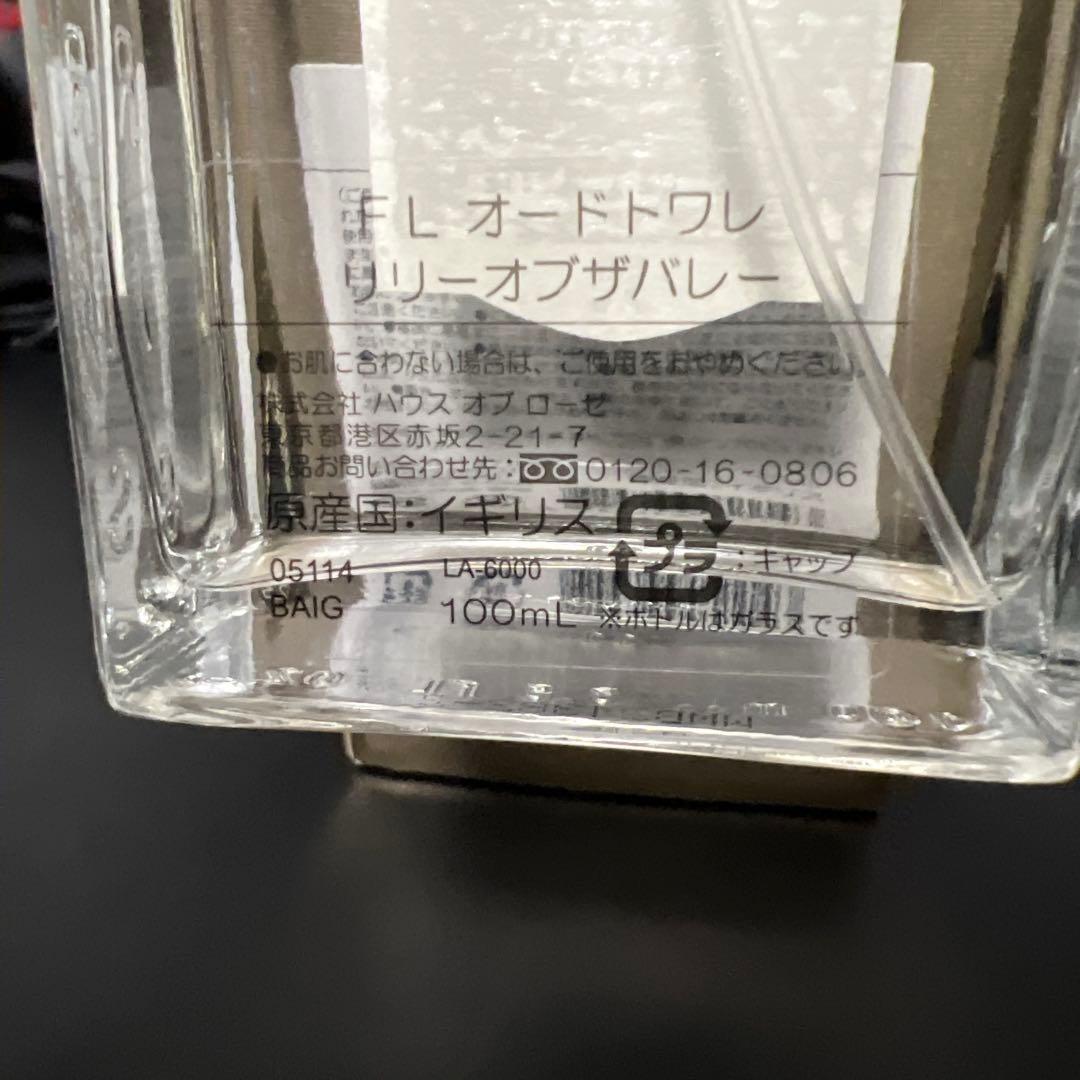 FL オードトワレ
リリーオブザバレー
●お肌に合わない場合は、ご使用をおやめください。
株式会社 ハウス オブ ローゼ
東京都港区赤坂2-21-7
商品お問い合わせ先：0120-16-0806
原産国：イギリス プラ：キャップ
05114 LA-6000
BAIG 100mL ※ボトルはガラスです